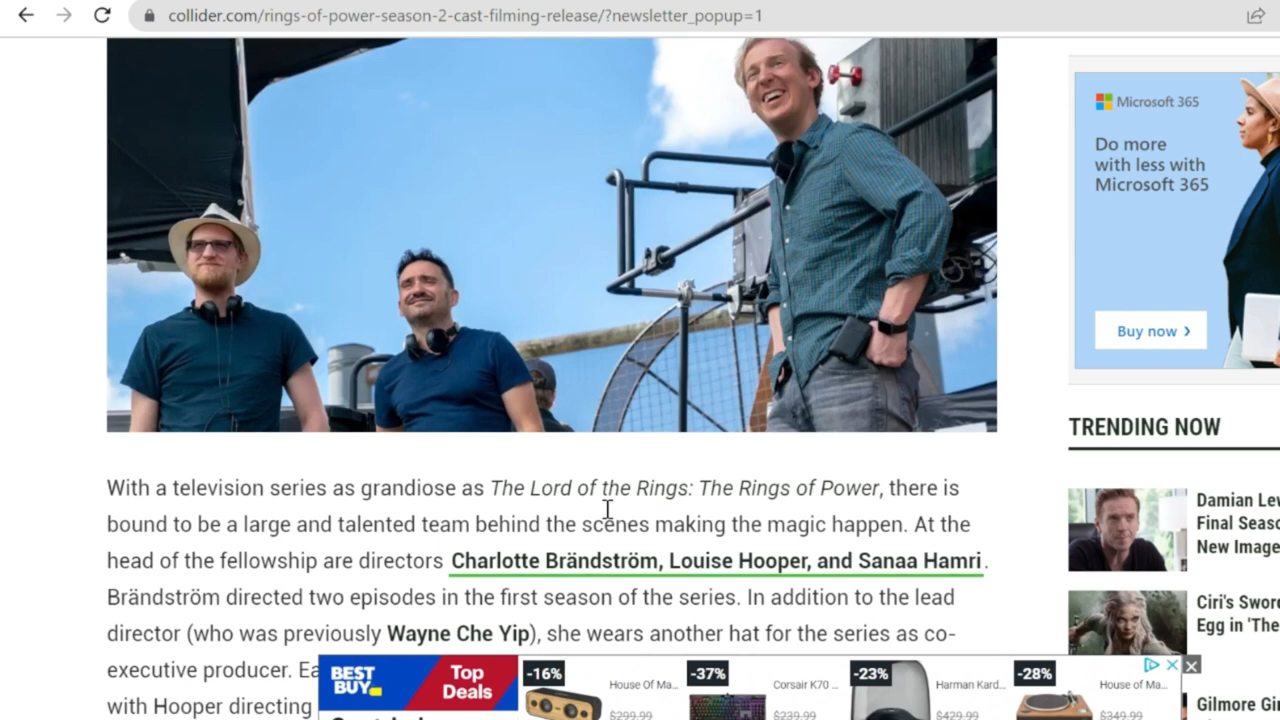 collider.com/rings-of-power-season-2-cast-filming-release/?newsletter_popup=1
Microsoft 365
Do more
with less with
Microsoft 365
Buy now
TRENDING NOW
With a television series as grandiose as The Lord of the Rings: The Rings of Power, there is
bound to be a large and talented team behind the scenes making the magic happen. At the
head of the fellowship are directors Charlotte Brändström, Louise Hooper, and Sanaa Hamri.
Brändström directed two episodes in the first season of the series. In addition to the lead
director (who was previously Wayne Che Yip), she wears another hat for the series as co-
executive producer. Ea
with Hooper directing
Damian Lew
Final Seaso
New Image
Ciri's Swor
Egg in 'The
Gilmore Gi
BEST
BUY
Top
Deals
-16%
House Of Ma...
$299.99
-37%
Corsair K70 ...
$239.99
-23%
Harman Kard...
$429.99
-28%
House of Ma...
$349.99